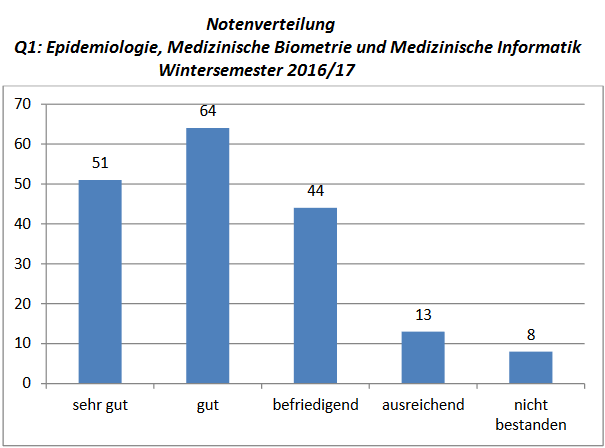 Notenverteilung
Q1: Epidemiologie, Medizinische Biometrie und Medizinische Informatik
Wintersemester 2016/17
70
60
50
40
30
20
10
0
51
64
44
13
8
sehr gut
gut
befriedigend
ausreichend
nicht
bestanden